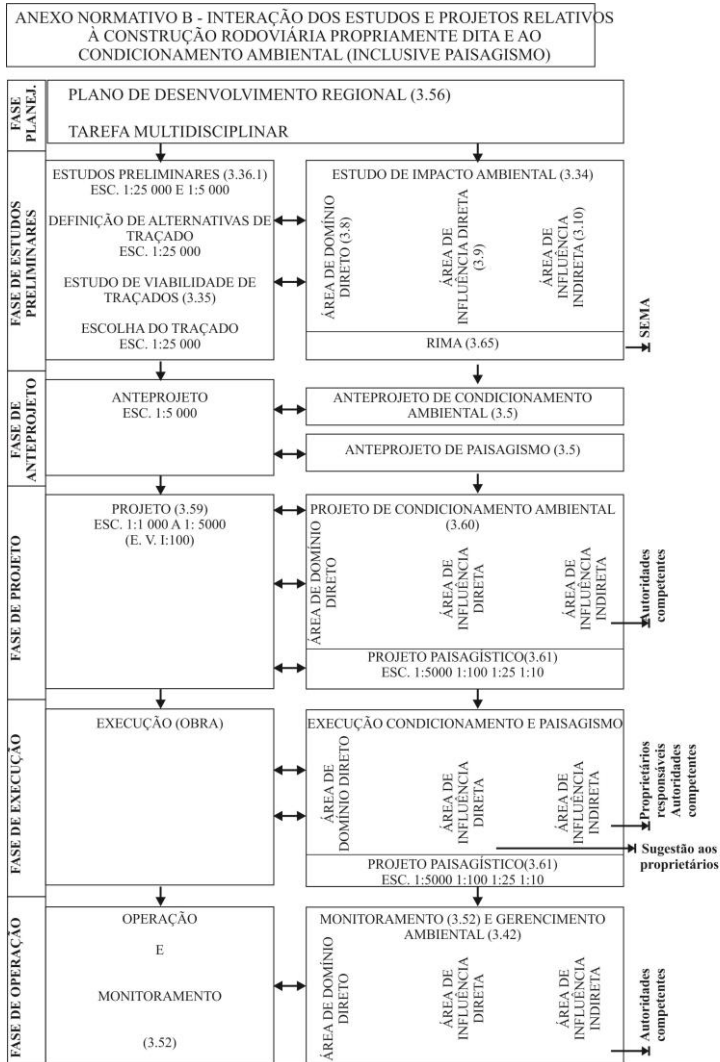 ANEXO NORMATIVO B - INTERAÇÃO DOS ESTUDOS E PROJETOS RELATIVOS
À CONSTRUÇÃO RODOVIÁRIA PROPRIAMENTE DITA E AO
CONDICIONAMENTO AMBIENTAL (INCLUSIVE PAISAGISMO)
FASE
PLANEJ.
PLANO DE DESENVOLVIMENTO REGIONAL (3.56)
TAREFA MULTIDISCIPLINAR
FASE DE ESTUDOS
PRELIMINARES
ESTUDOS PRELIMINARES (3.36.1)
ESC. 1:25 000 E 1:5 000
DEFINIÇÃO DE ALTERNATIVAS DE
TRAÇADO
ESC. 1:25 000
ESTUDO DE VIABILIDADE DE
TRAÇADOS (3.35)
ESCOLHA DO TRAÇADO
ESC. 1:25 000
ESTUDO DE IMPACTO AMBIENTAL (3.34)
ÁREA DE DOMÍNIO
DIRETO (3.8)
ÁREA DE
INFLUÊNCIA DIRETA
(3.9)
ÁREA DE
INFLUÊNCIA
INDIRETA (3.10)
RIMA (3.65)
SEMA
FASE DE
ANTEPROJETO
ANTEPROJETO
ESC. 1:5 000
ANTEPROJETO DE CONDICIONAMENTO
AMBIENTAL (3.5)
ANTEPROJETO DE PAISAGISMO (3.5)
FASE DE PROJETO
PROJETO (3.59)
ESC. 1:1 000 A 1: 5000
(E. V. I:100)
PROJETO DE CONDICIONAMENTO AMBIENTAL
(3.60)
ÁREA DE DOMÍNIO
DIRETO
ÁREA DE
INFLUÊNCIA
DIRETA
ÁREA DE
INFLUÊNCIA
INDIRETA
Autoridades
competentes
PROJETO PAISAGÍSTICO(3.61)
ESC. 1:5000 1:100 1:25 1:10
FASE DE EXECUÇÃO
EXECUÇÃO (OBRA)
EXECUÇÃO CONDICIONAMENTO E PAISAGISMO
ÁREA DE
DOMÍNIO DIRETO
ÁREA DE
INFLUÊNCIA
DIRETA
ÁREA DE
INFLUÊNCIA
INDIRETA
Proprietários
responsáveis
Autoridades
competentes
Sugestão aos
proprietários
PROJETO PAISAGÍSTICO(3.61)
ESC. 1:5000 1:100 1:25 1:10
FASE DE OPERAÇÃO
OPERAÇÃO
E
MONITORAMENTO
(3.52)
MONITORAMENTO (3.52) E GERENCIMENTO
AMBIENTAL (3.42)
ÁREA DE DOMÍNIO
DIRETO
ÁREA DE
INFLUÊNCIA
DIRETA
ÁREA DE
INFLUÊNCIA
INDIRETA
Autoridades
competentes